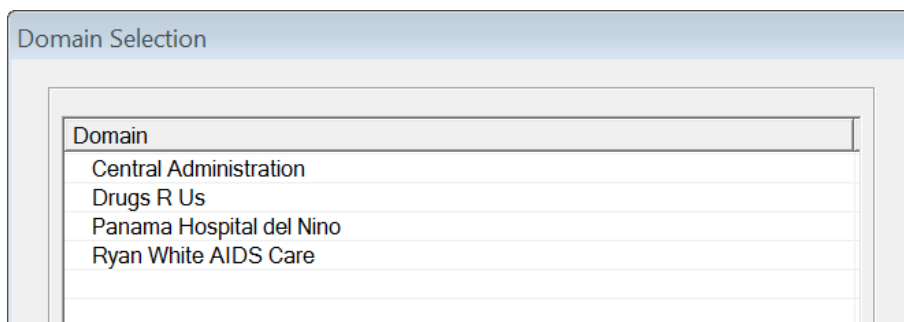 Domain Selection
Domain
Central Administration
Drugs R Us
Panama Hospital del Nino
Ryan White AIDS Care